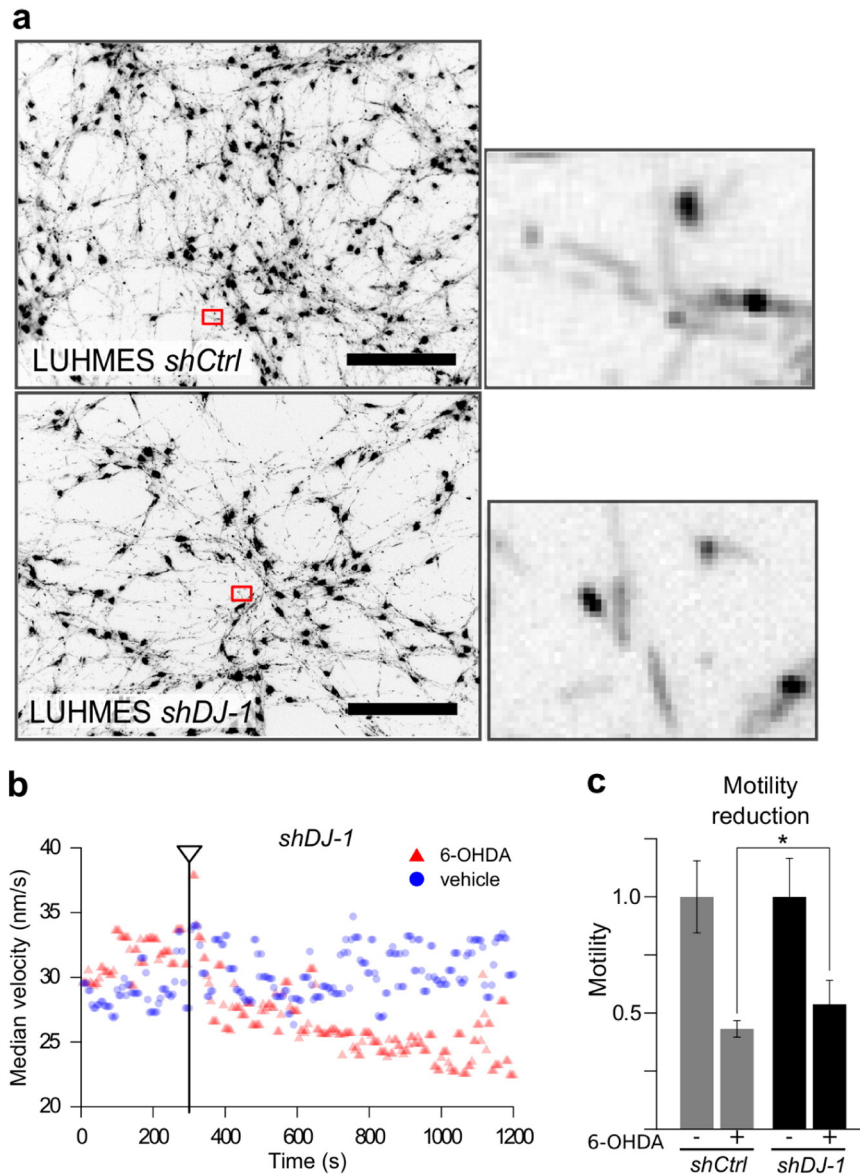 a
LUHMES shCtrl
LUHMES shDJ-1
b
shDJ-1
6-OHDA
vehicle
Median velocity (nm/s)
40
35
30
25
20
0 200 400 600 800 1000 1200
Time (s)
c
Motility
reduction
*
Motility
1.0
0.5
6-OHDA - + - +
shCtrl shDJ-1